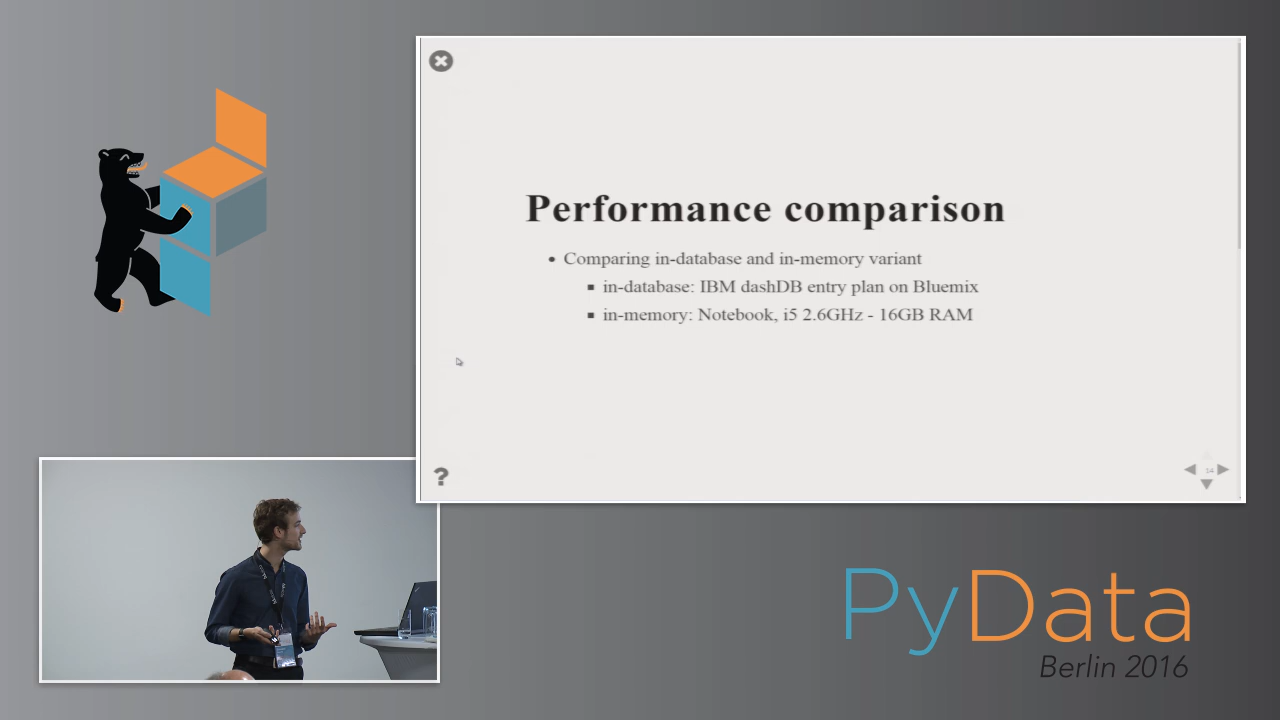 Performance comparison
• Comparing in-database and in-memory variant
▪ in-database: IBM dashDB entry plan on Bluemix
▪ in-memory: Notebook, i5 2.6GHz - 16GB RAM
?
14
PyData
Berlin 2016